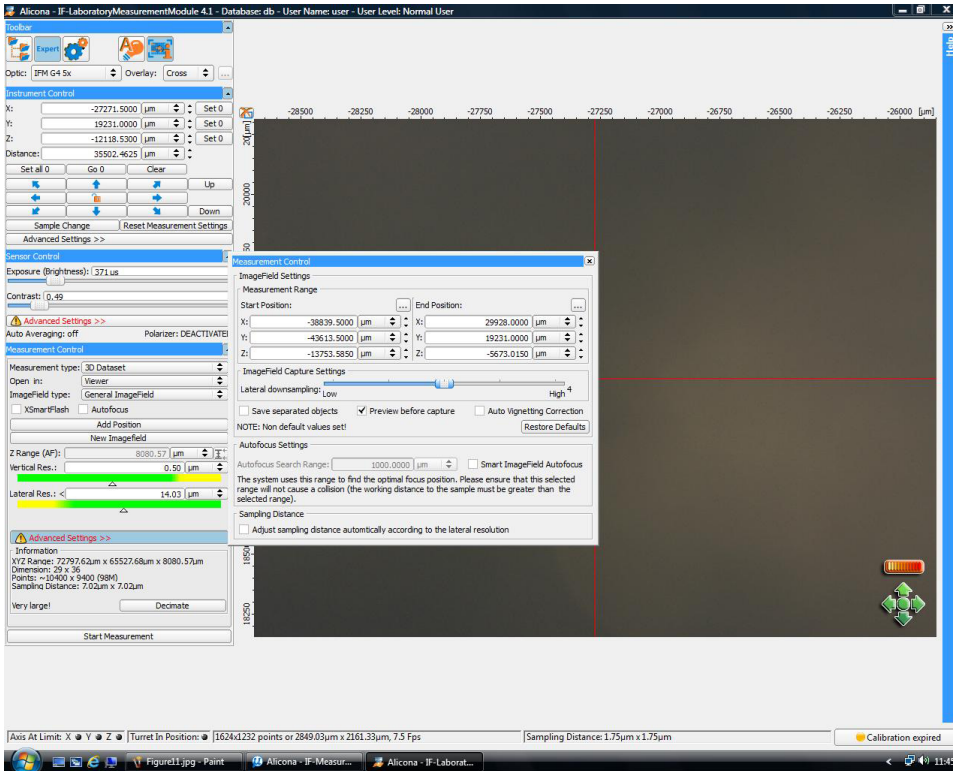 Alicona - IF-LaboratoryMeasurementModule 4.1 - Database: db - User Name: user - User Level: Normal User
Toolbar
Expert
Optic: IFM G4 5x Overlay: Cross ...
Instrument Control
X: -27271.5000 µm Set 0
Y: 19231.0000 µm Set 0
Z: -12118.5300 µm Set 0
Distance: 35502.4625 µm
Set all 0 Go 0 Clear
Up
Down
Sample Change Reset Measurement Settings
Advanced Settings >>
Sensor Control
Exposure (Brightness): 371 us
Contrast: 0.49
Advanced Settings >>
Auto Averaging: off Polarizer: DEACTIVATE
Measurement Control
Measurement type: 3D Dataset
Open in: Viewer
ImageField type: General ImageField
XSmartFlash Autofocus
Add Position
New Imagefield
Z Range (AF): 8080.57 µm
Vertical Res.: 0.50 µm
Lateral Res.: < 14.03 µm
Advanced Settings >>
Information
XYZ Range: 72797.62µm x 65527.68µm x 8080.57µm
Dimension: 29 x 36
Points: ~10400 x 9400 (98M)
Sampling Distance: 7.02µm x 7.02µm
Very large! Decimate
Start Measurement
-28500 -28250 -28000 -27750 -27500 -27250 -27000 -26750 -26500 -26250 -26000 [µm]
[µm]
20000
18250
Help
Measurement Control
ImageField Settings
Measurement Range
Start Position: ... End Position: ...
X: -38839.5000 µm X: 29928.0000 µm
Y: -43613.5000 µm Y: 19231.0000 µm
Z: -13753.5850 µm Z: -5673.0150 µm
ImageField Capture Settings
Lateral downsampling: Low High 4
Save separated objects Preview before capture Auto Vignetting Correction
NOTE: Non default values set! Restore Defaults
Autofocus Settings
Autofocus Search Range: 1000.0000 µm Smart ImageField Autofocus
The system uses this range to find the optimal focus position. Please ensure that this selected
range will not cause a collision (the working distance to the sample must be greater than the
selected range).
Sampling Distance
Adjust sampling distance automtically according to the lateral resolution
Axis At Limit: X Y Z Turret In Position: 1624x1232 points or 2849.03µm x 2161.33µm, 7.5 Fps Sampling Distance: 1.75µm x 1.75µm Calibration expired
Figure11.jpg - Paint Alicona - IF-Measur... Alicona - IF-Laborat... 11:45